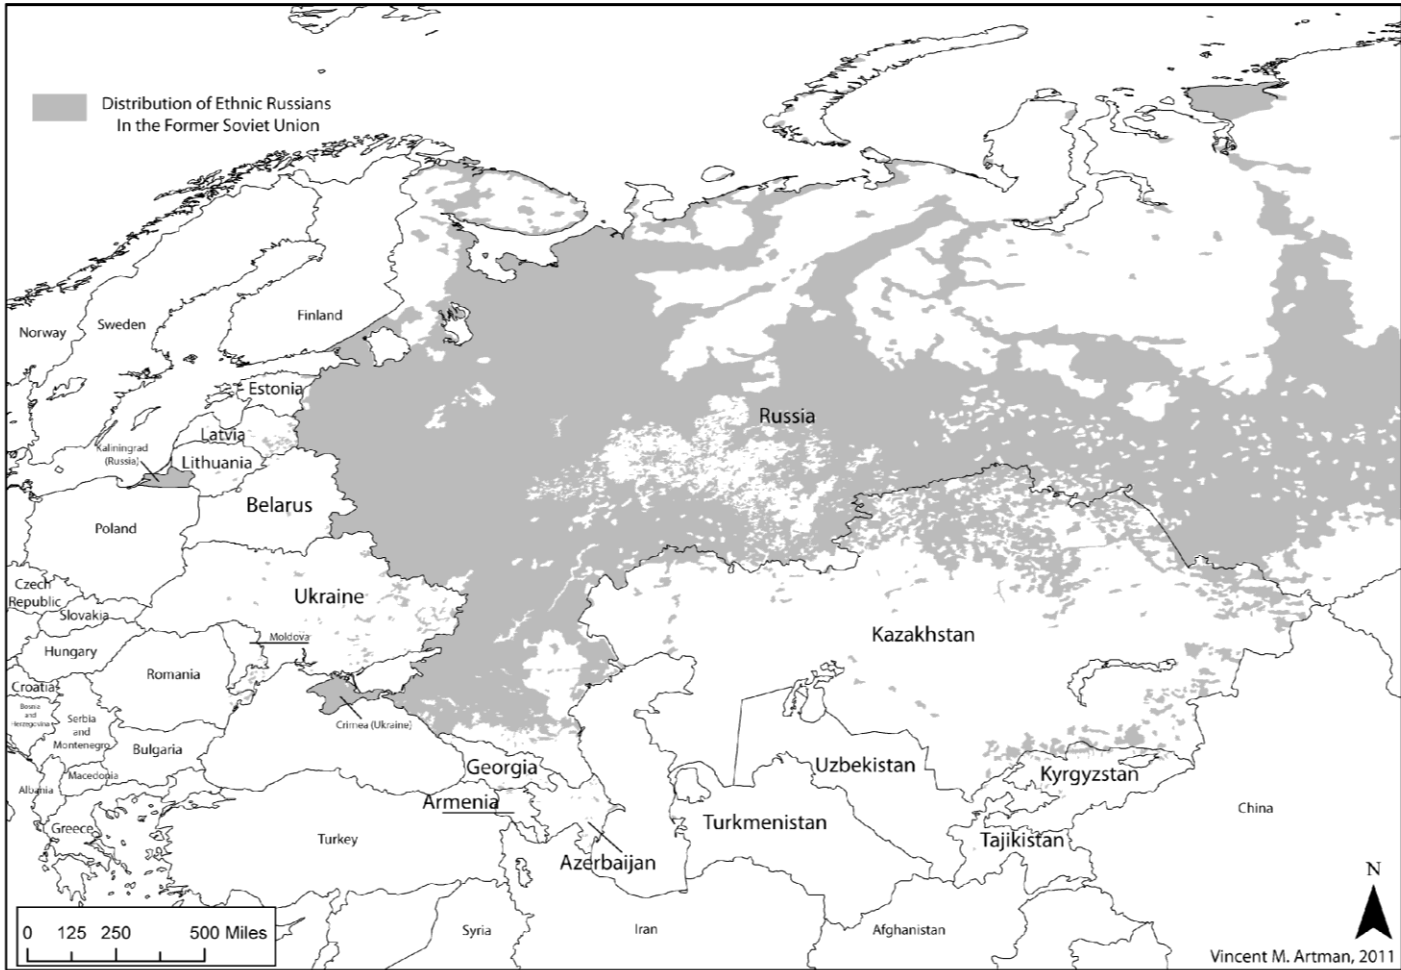 Distribution of Ethnic Russians
In the Former Soviet Union
Norway
Sweden
Finland
Estonia
Russia
Latvia
Kaliningrad
(Russia)
Lithuania
Belarus
Poland
Czech
Republic
Ukraine
Slovakia
Moldova
Kazakhstan
Hungary
Romania
Croatia
Bosnia
and
Herzegovina
Serbia
and
Montenegro
Crimea (Ukraine)
Bulgaria
Georgia
Uzbekistan
Macedonia
Kyrgyzstan
Albania
Armenia
China
Greece
Turkey
Turkmenistan
Tajikistan
Azerbaijan
N
Syria
Iran
Afghanistan
0 125 250 500 Miles
Vincent M. Artman, 2011